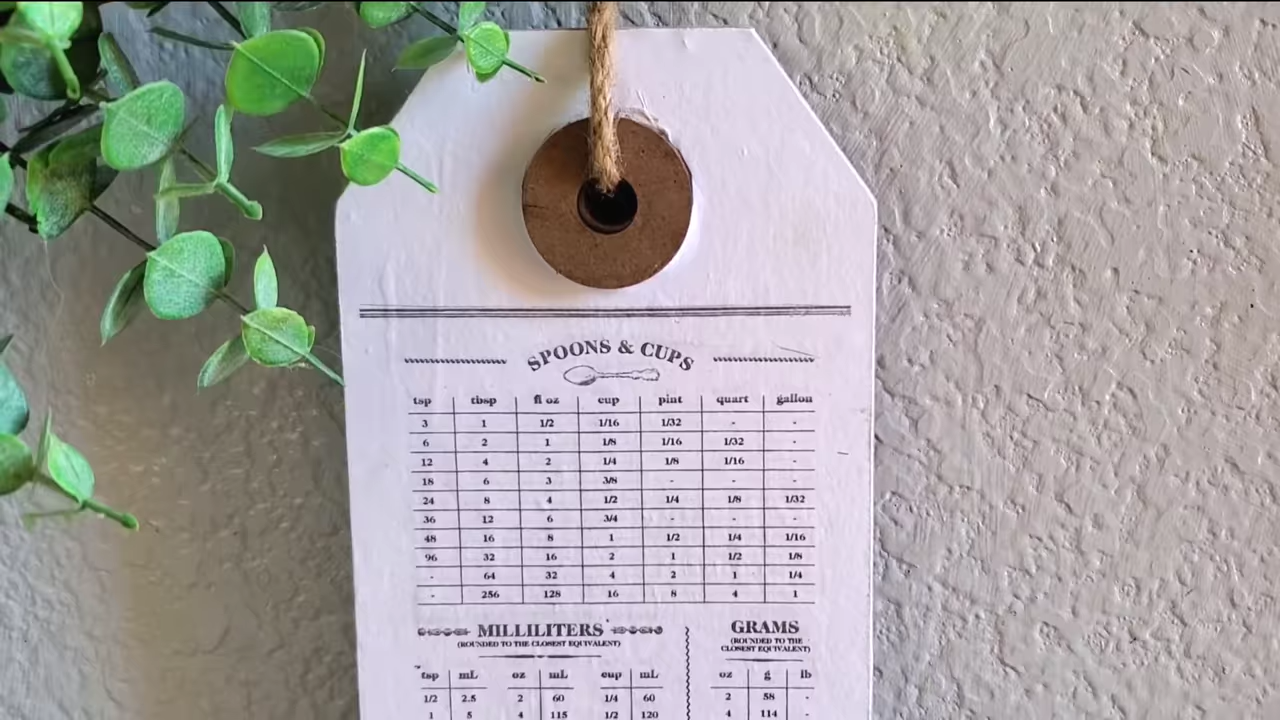 SPOONS & CUPS
tsp tbsp fl oz cup pint quart gallon
3 1 1/2 1/16 1/32 - -
6 2 1 1/8 1/16 1/32 -
12 4 2 1/4 1/8 1/16 -
18 6 3 3/8 - - -
24 8 4 1/2 1/4 1/8 1/32
36 12 6 3/4 - - -
48 16 8 1 1/2 1/4 1/16
96 32 16 2 1 1/2 1/8
- 64 32 4 2 1 1/4
- 256 128 16 8 4 1
MILLILITERS
(ROUNDED TO THE CLOSEST EQUIVALENT)
tsp mL oz mL cup mL
1/2 2.5 2 60 1/4 60
1 5 4 115 1/2 120
GRAMS
(ROUNDED TO THE
CLOSEST EQUIVALENT)
oz g lb
2 58 -
4 114 -